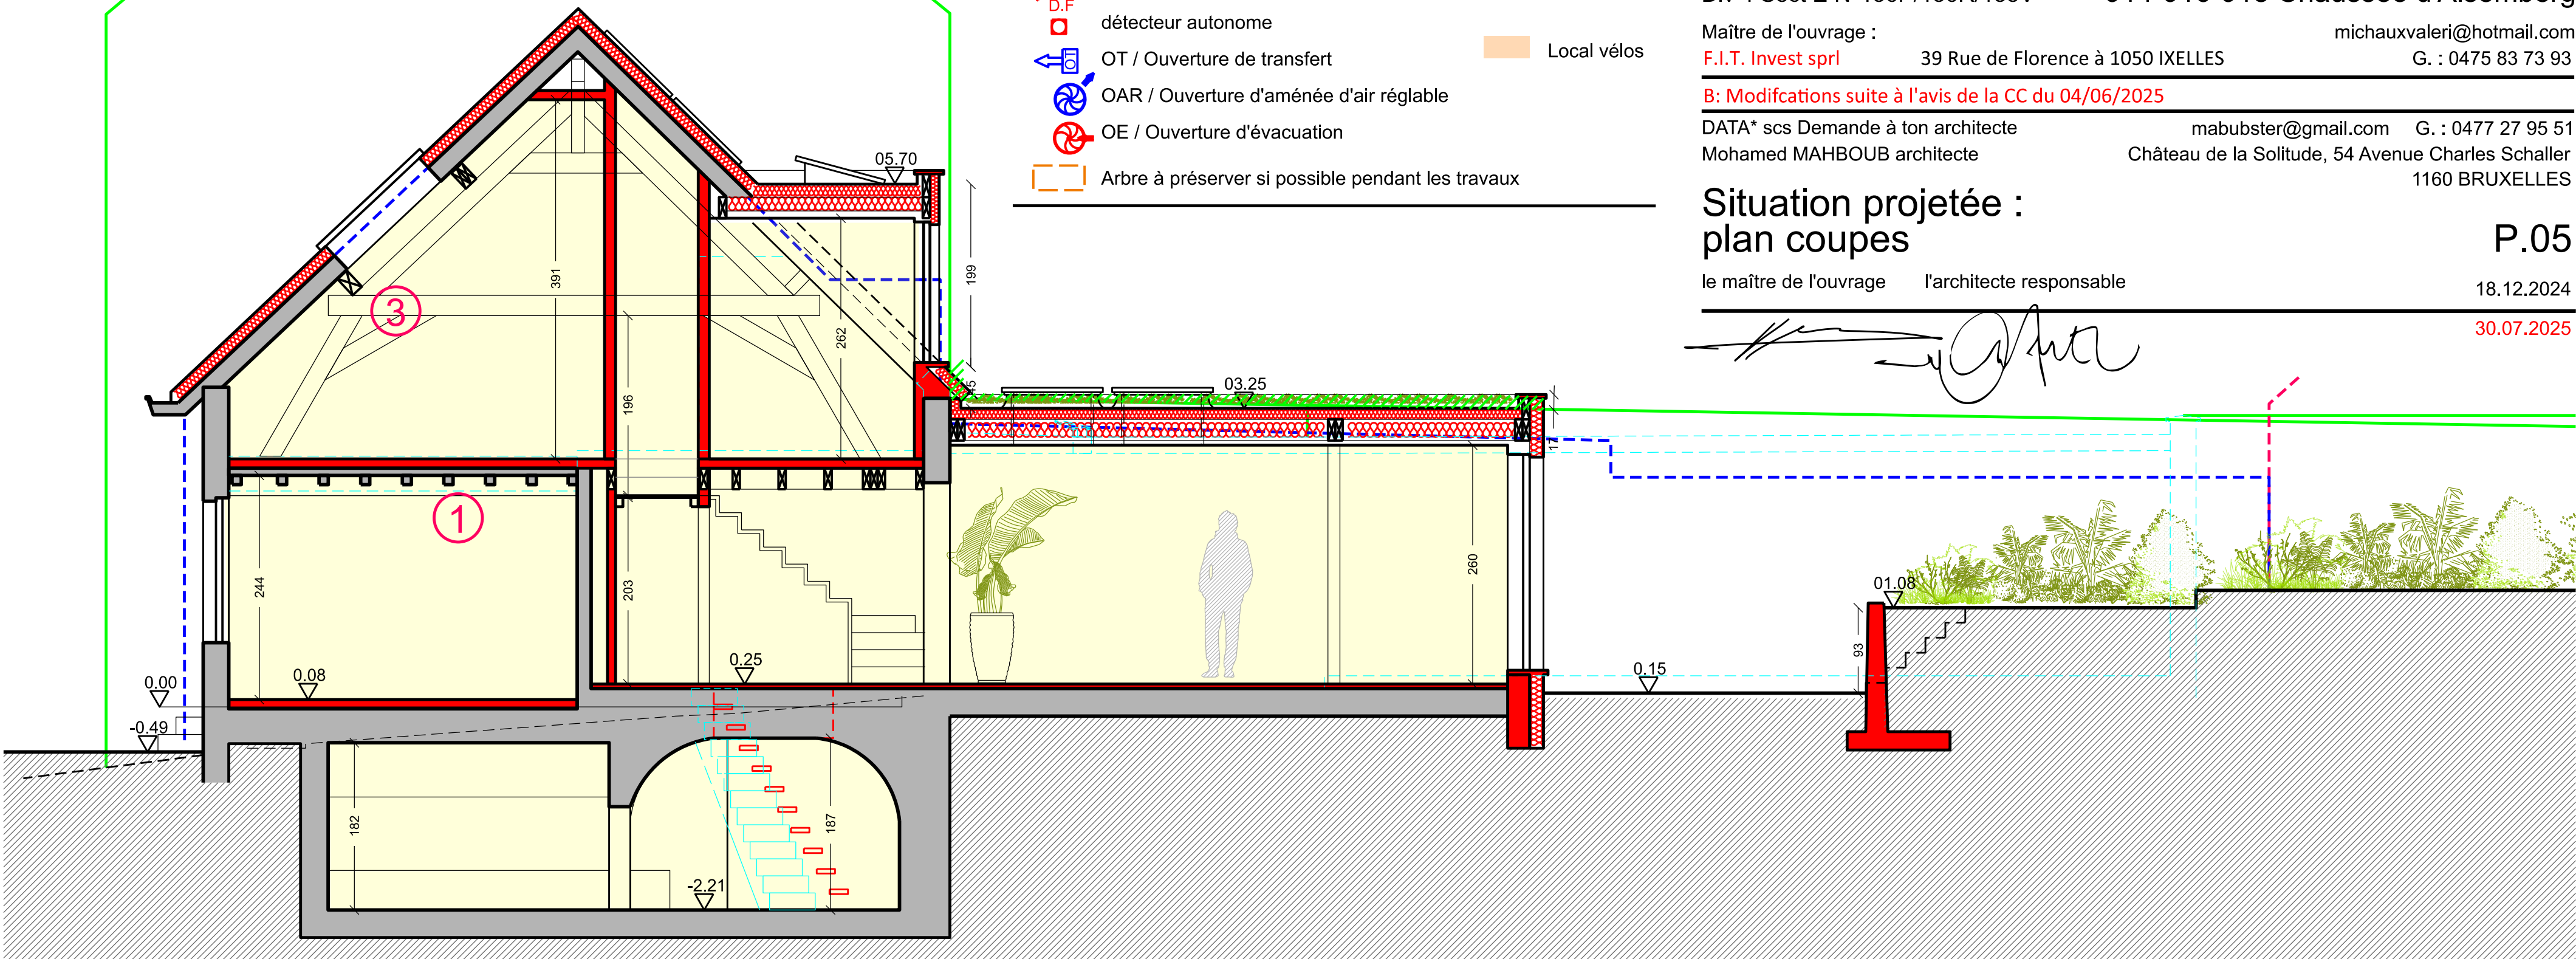 D.F
détecteur autonome
OT
OT / Ouverture de transfert
OAR / Ouverture d'aménée d'air réglable
OE / Ouverture d'évacuation
Arbre à préserver si possible pendant les travaux
Local vélos
Maître de l'ouvrage :
michauxvaleri@hotmail.com
F.I.T. Invest sprl 39 Rue de Florence à 1050 IXELLES G. : 0475 83 73 93
B: Modifcations suite à l'avis de la CC du 04/06/2025
DATA* scs Demande à ton architecte mabubster@gmail.com G. : 0477 27 95 51
Mohamed MAHBOUB architecte Château de la Solitude, 54 Avenue Charles Schaller
1160 BRUXELLES
Situation projetée :
plan coupes
P.05
le maître de l'ouvrage l'architecte responsable
18.12.2024
30.07.2025
05.70
199
391
262
3
196
45
03.25
17
1
244
203
260
01.08
93
0.25
0.08
0.00
0.15
-0.49
182
187
-2.21